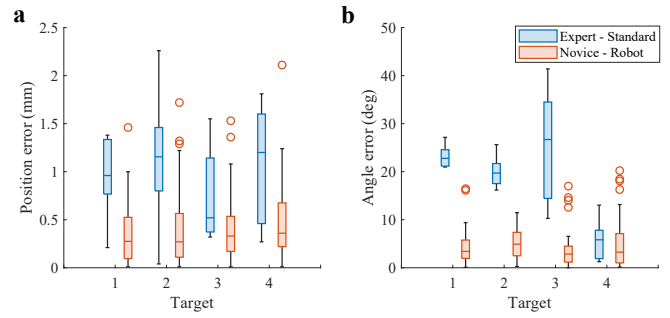 a
Position error (mm)
2.5
2
1.5
1
0.5
0
1 2 3 4
Target
b
Angle error (deg)
50
40
30
20
10
0
1 2 3 4
Target
Expert - Standard
Novice - Robot